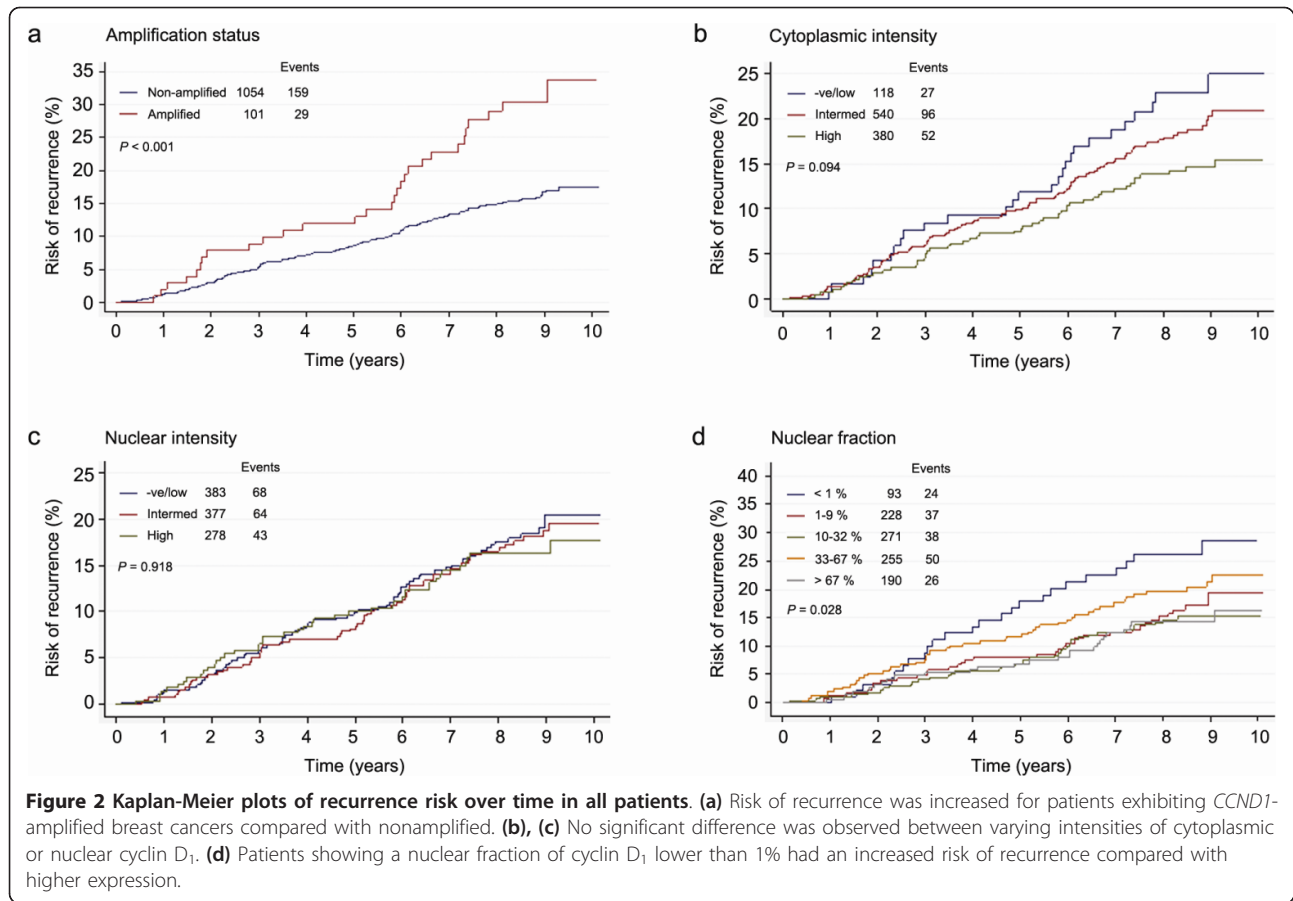 a Amplification status
Events
Non-amplified 1054 159
Amplified 101 29
P < 0.001
Risk of recurrence (%)
35
30
25
20
15
10
5
0
0 1 2 3 4 5 6 7 8 9 10
Time (years)
b Cytoplasmic intensity
Events
-ve/low 118 27
Intermed 540 96
High 380 52
P = 0.094
Risk of recurrence (%)
25
20
15
10
5
0
0 1 2 3 4 5 6 7 8 9 10
Time (years)
c Nuclear intensity
Events
-ve/low 383 68
Intermed 377 64
High 278 43
P = 0.918
Risk of recurrence (%)
25
20
15
10
5
0
0 1 2 3 4 5 6 7 8 9 10
Time (years)
d Nuclear fraction
Events
< 1 % 93 24
1-9 % 228 37
10-32 % 271 38
33-67 % 255 50
> 67 % 190 26
P = 0.028
Risk of recurrence (%)
40
35
30
25
20
15
10
5
0
0 1 2 3 4 5 6 7 8 9 10
Time (years)
Figure 2 Kaplan-Meier plots of recurrence risk over time in all patients. (a) Risk of recurrence was increased for patients exhibiting CCND1-
amplified breast cancers compared with nonamplified. (b), (c) No significant difference was observed between varying intensities of cytoplasmic
or nuclear cyclin D₁. (d) Patients showing a nuclear fraction of cyclin D₁ lower than 1% had an increased risk of recurrence compared with
higher expression.